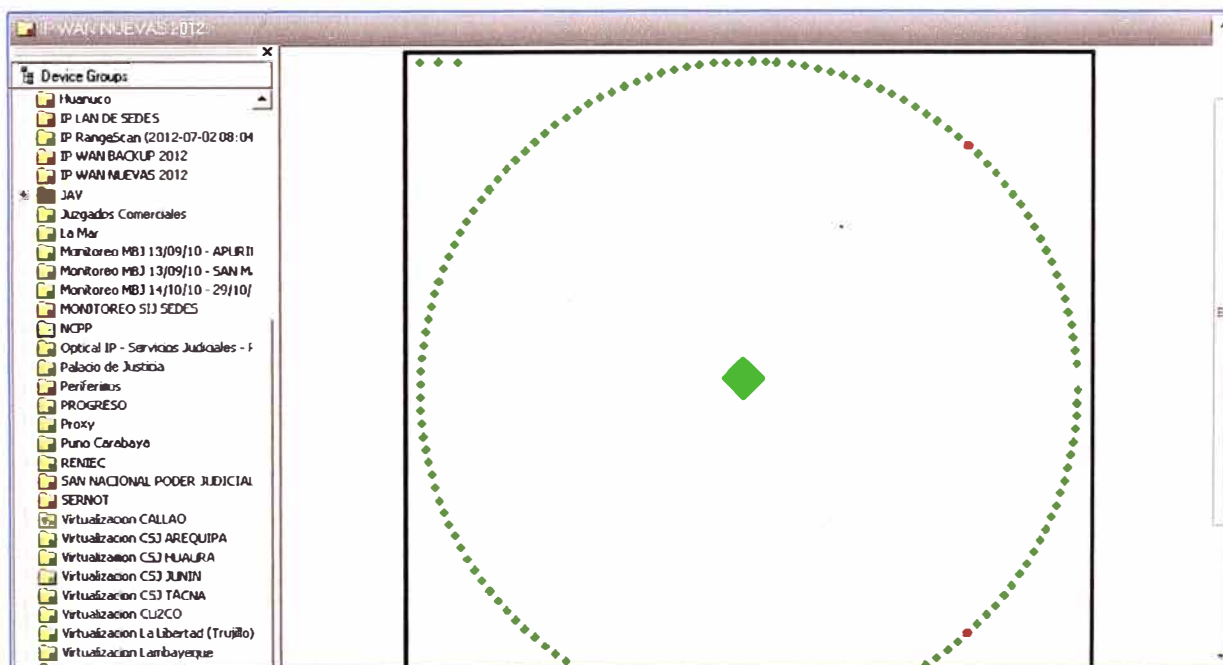 IP WAN NUEVAS 2012
Device Groups
Huanuco
IP LAN DE SEDES
IP RangeScan (2012-07-02 08:04
IP WAN BACKUP 2012
IP WAN NUEVAS 2012
JAV
Juzgados Comerciales
La Mar
Monitoreo MBJ 13/09/10 - APURI
Monitoreo MBJ 13/09/10 - SAN M
Monitoreo MBJ 14/10/10 - 29/10/
MONITOREO SIJ SEDES
NCPP
Optical IP - Servicios Judiciales - F
Palacio de Justicia
PROGRESO
Proxy
Puno Carabaya
RENIEC
SAN NACIONAL PODER JUDICIAL
SERNOT
Virtualizacion CALLAO
Virtualizacion CSJ AREQUIPA
Virtualizacion CSJ HUAURA
Virtualizacion CSJ JUNIN
Virtualizacion CSJ TACNA
Virtualizacion CUZCO
Virtualizacion La Libertad (Trujillo)
Virtualizacion Lambayeque